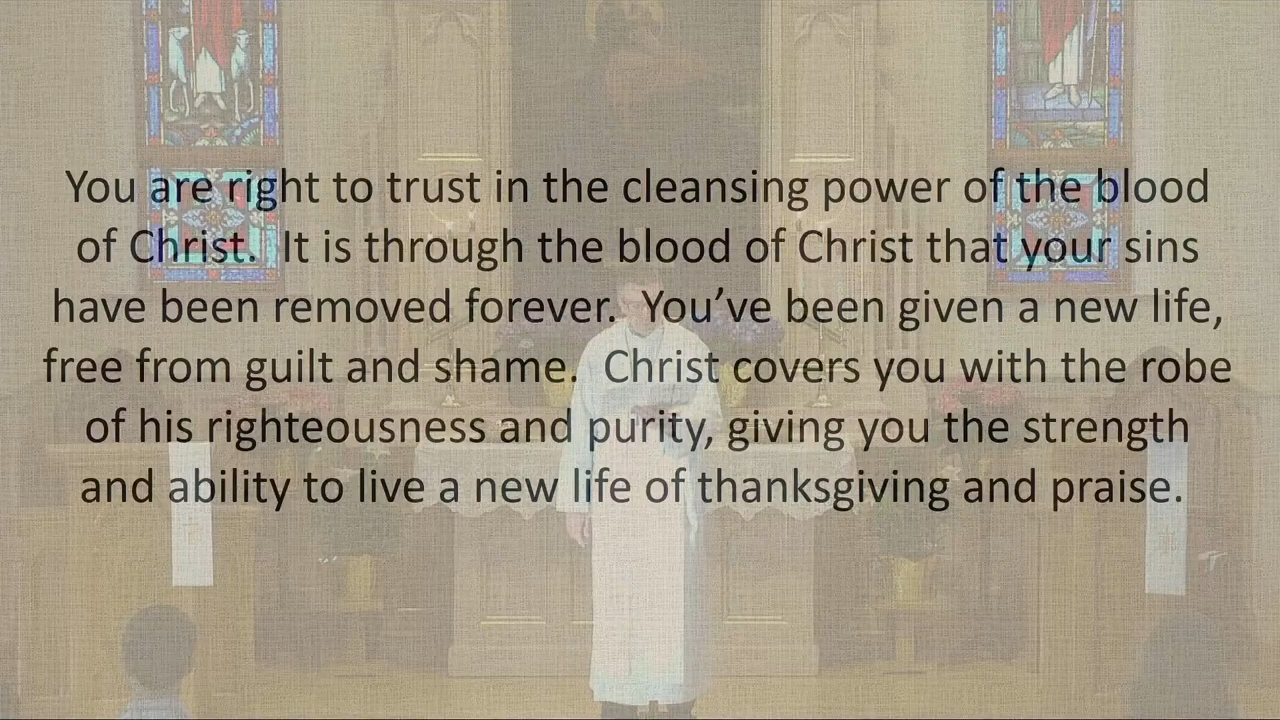 You are right to trust in the cleansing power of the blood
of Christ.  It is through the blood of Christ that your sins
have been removed forever.  You’ve been given a new life,
free from guilt and shame.  Christ covers you with the robe
of his righteousness and purity, giving you the strength
and ability to live a new life of thanksgiving and praise.